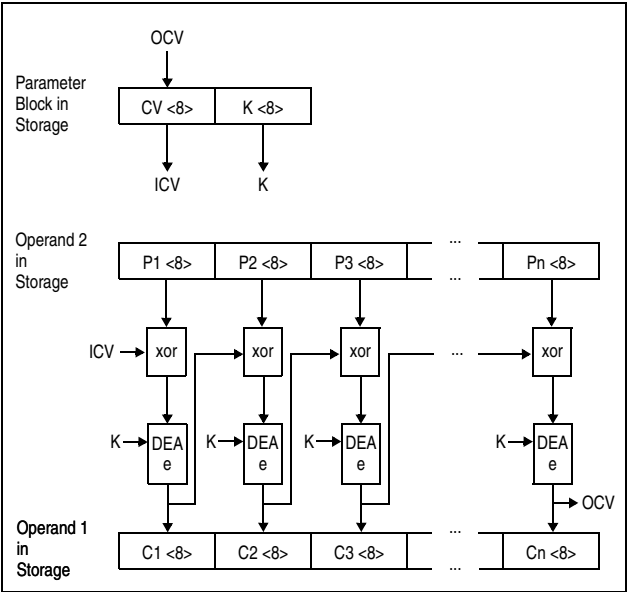 OCV
Parameter
Block in
Storage
CV <8> K <8>
ICV K
Operand 2
in
Storage
P1 <8> P2 <8> P3 <8> ... ... Pn <8>
ICV xor xor xor ... xor
K DEA e K DEA e K DEA e K DEA e
OCV
Operand 1
in
Storage
C1 <8> C2 <8> C3 <8> ... ... Cn <8>